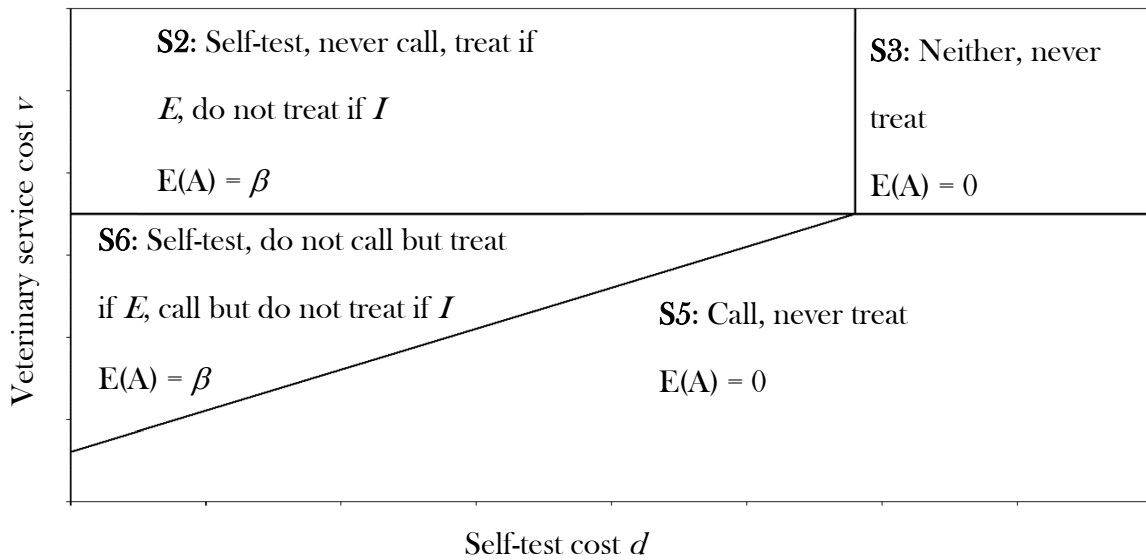 S2: Self-test, never call, treat if
E, do not treat if I
E(A) = β
S3: Neither, never
treat
E(A) = 0
Veterinary service cost v
S6: Self-test, do not call but treat
if E, call but do not treat if I
E(A) = β
S5: Call, never treat
E(A) = 0
Self-test cost d